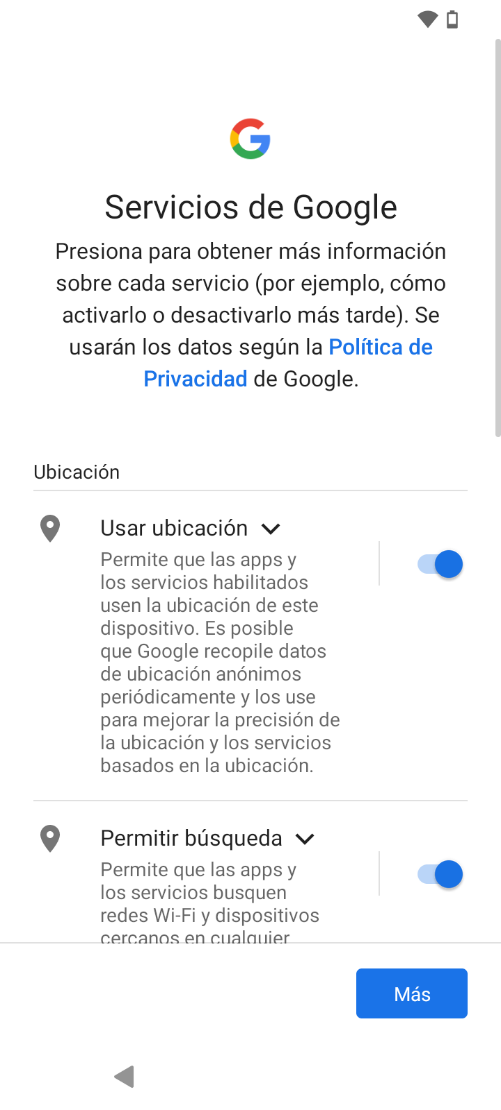 Servicios de Google
Presiona para obtener más información
sobre cada servicio (por ejemplo, cómo
activarlo o desactivarlo más tarde). Se
usarán los datos según la Política de
Privacidad de Google.
Ubicación
Usar ubicación
Permite que las apps y
los servicios habilitados
usen la ubicación de este
dispositivo. Es posible
que Google recopile datos
de ubicación anónimos
periódicamente y los use
para mejorar la precisión de
la ubicación y los servicios
basados en la ubicación.
Permitir búsqueda
Permite que las apps y
los servicios busquen
redes Wi-Fi y dispositivos
cercanos en cualquier
Más